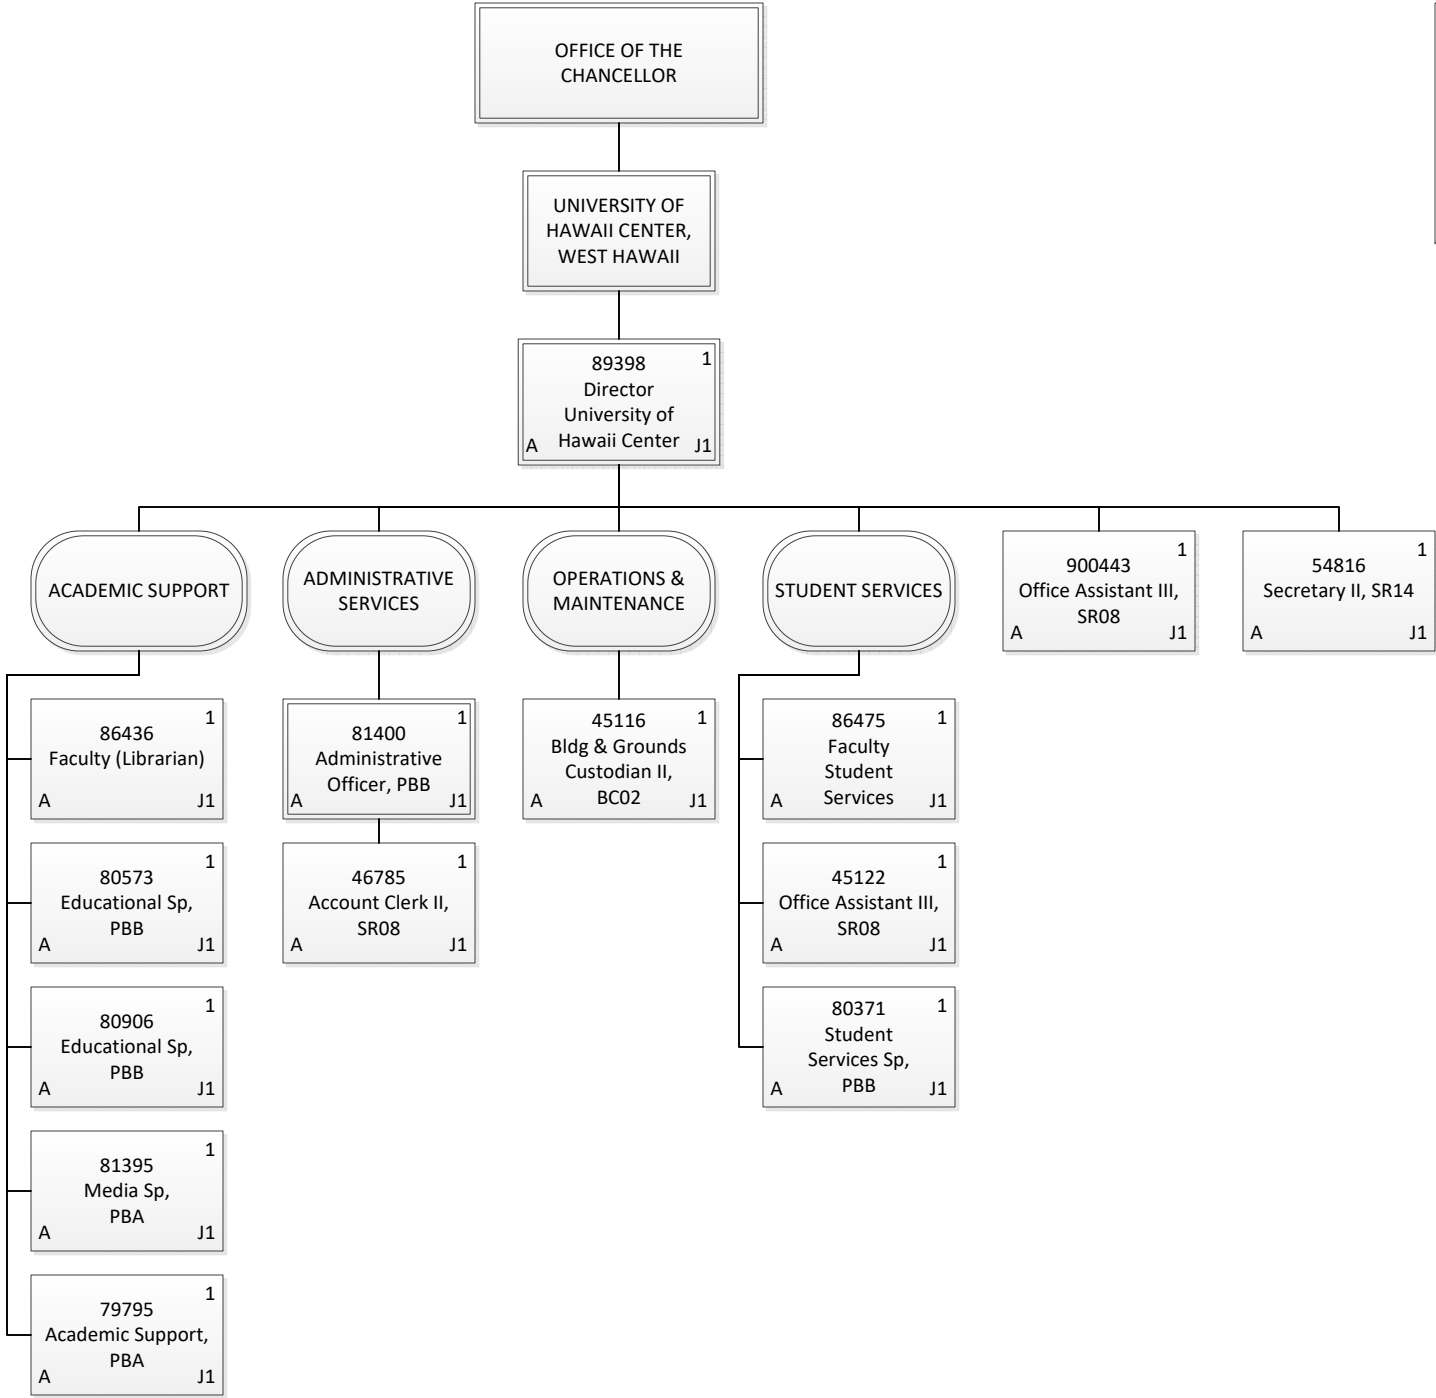 OFFICE OF THE
CHANCELLOR
UNIVERSITY OF
HAWAII CENTER,
WEST HAWAII
89398 1
Director
University of
A Hawaii Center J1
ACADEMIC SUPPORT
ADMINISTRATIVE
SERVICES
OPERATIONS &
MAINTENANCE
STUDENT SERVICES
900443 1
Office Assistant III,
SR08
A J1
54816 1
Secretary II, SR14
A J1
86436 1
Faculty (Librarian)
A J1
80573 1
Educational Sp,
PBB
A J1
80906 1
Educational Sp,
PBB
A J1
81395 1
Media Sp,
PBA
A J1
79795 1
Academic Support,
PBA
A J1
81400 1
Administrative
Officer, PBB
A J1
46785 1
Account Clerk II,
SR08
A J1
45116 1
Bldg & Grounds
Custodian II,
A BC02 J1
86475 1
Faculty
Student
A Services J1
45122 1
Office Assistant III,
SR08
A J1
80371 1
Student
Services Sp,
A PBB J1